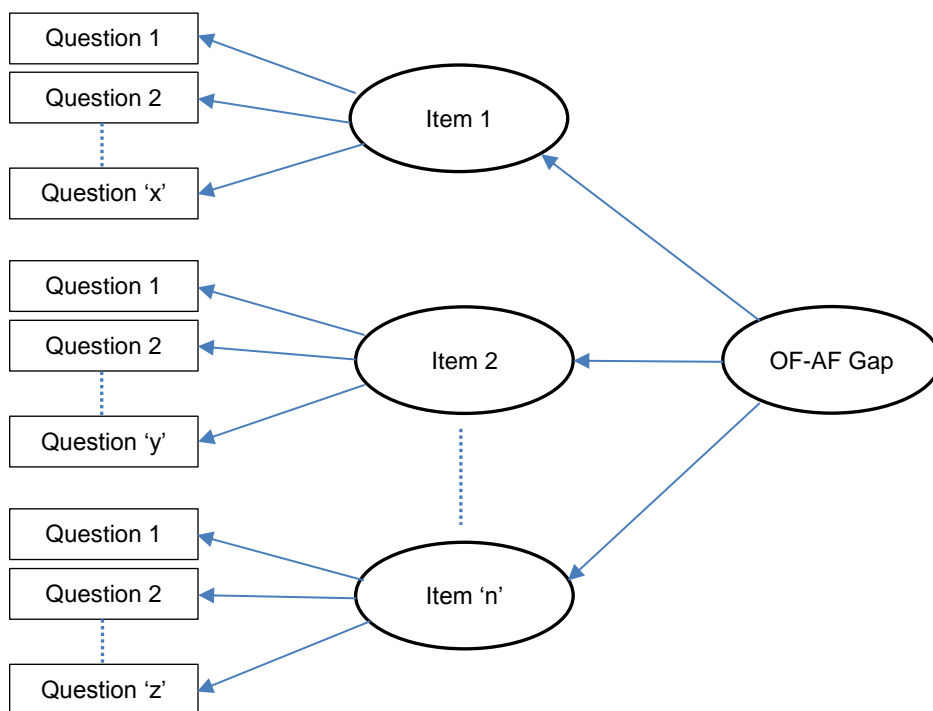 Question 1
Question 2
Question ‘x’
Item 1
Question 1
Question 2
Question ‘y’
Item 2
OF-AF Gap
Question 1
Question 2
Question ‘z’
Item ‘n’